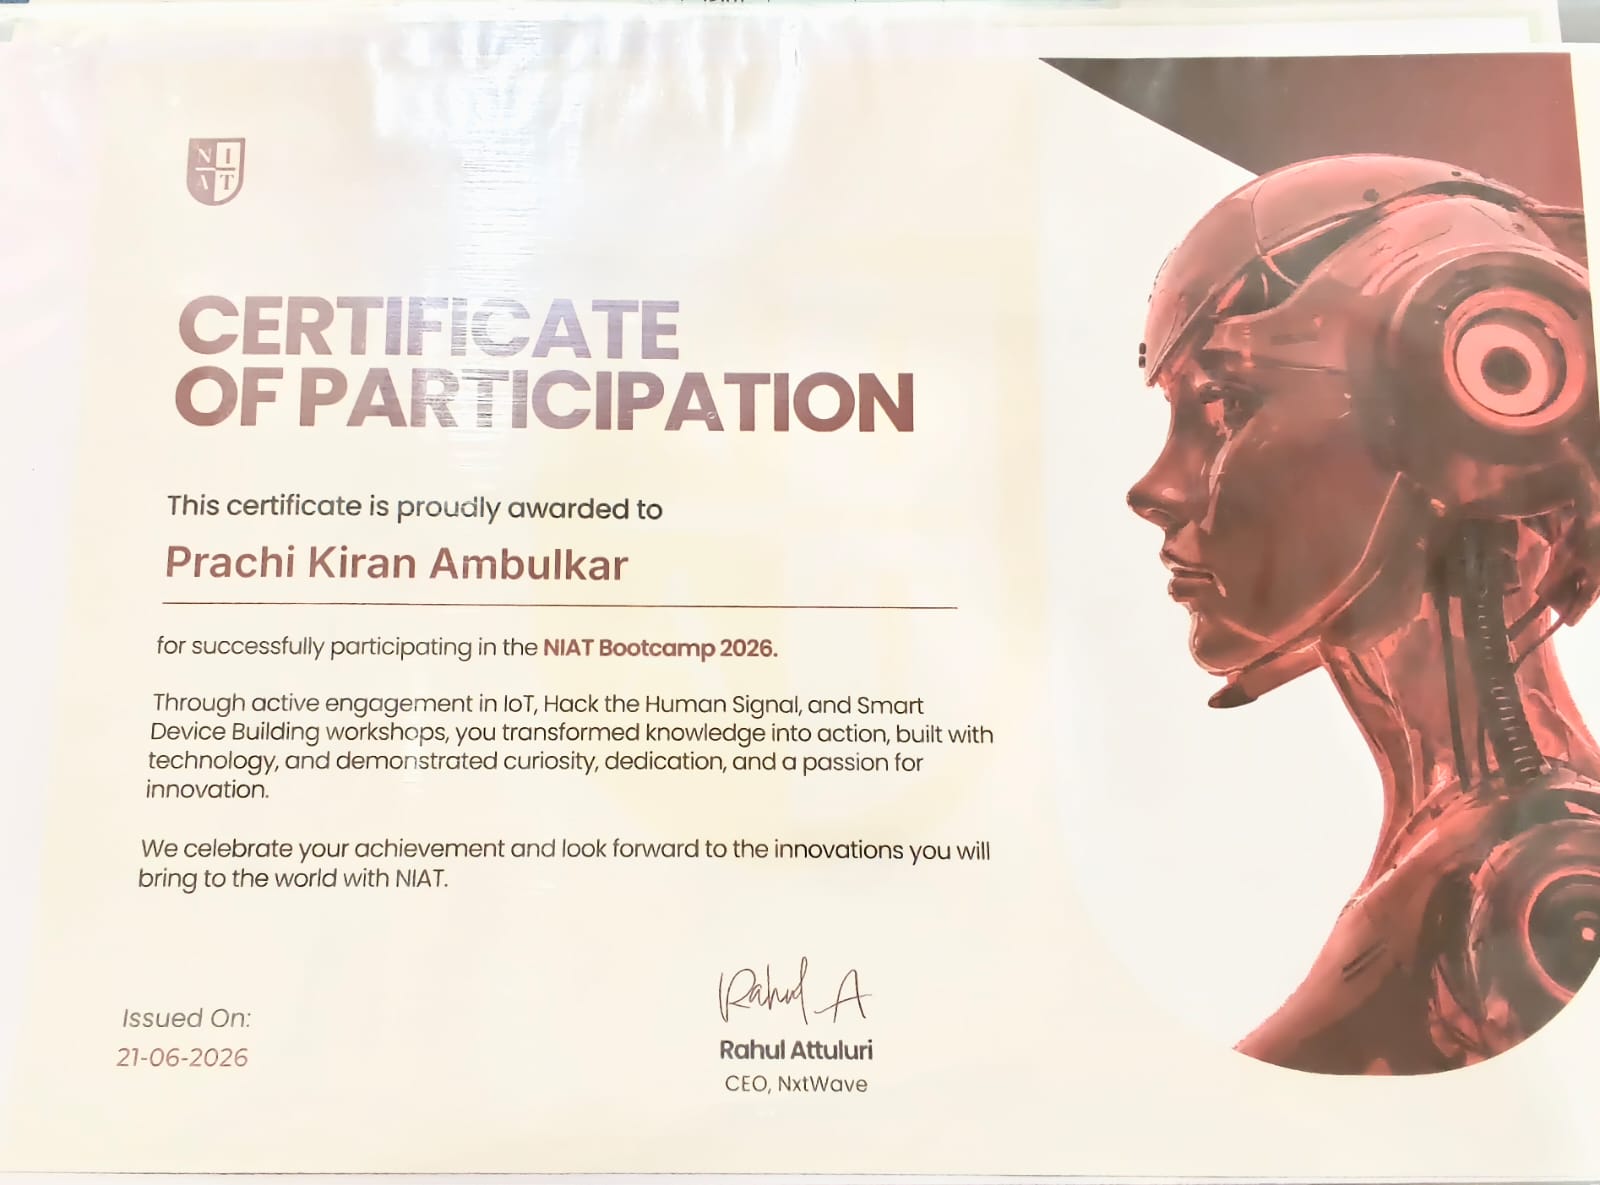 N I
A T
CERTIFICATE
OF PARTICIPATION
This certificate is proudly awarded to
Prachi Kiran Ambulkar
for successfully participating in the NIAT Bootcamp 2026.
Through active engagement in IoT, Hack the Human Signal, and Smart
Device Building workshops, you transformed knowledge into action, built with
technology, and demonstrated curiosity, dedication, and a passion for
innovation.
We celebrate your achievement and look forward to the innovations you will
bring to the world with NIAT.
Issued On:
21-06-2026
Rahul A
Rahul Attuluri
CEO, NxtWave